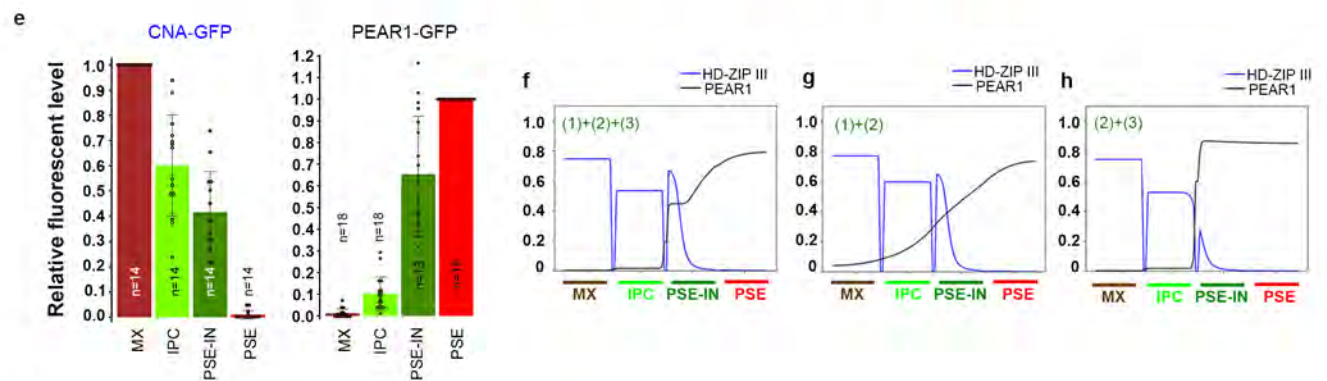 e
CNA-GFP
PEAR1-GFP
Relative fluorescent level
1.0
0.9
0.8
0.7
0.6
0.5
0.4
0.3
0.2
0.1
0.0
n=14
n=14
n=14
n=14
MX
IPC
PSE-IN
PSE
1.2
1.1
1.0
0.9
0.8
0.7
0.6
0.5
0.4
0.3
0.2
0.1
0.0
n=18
n=18
MX
IPC
PSE-IN
PSE
f
HD-ZIP III
PEAR1
(1)+(2)+(3)
1.0
0.8
0.6
0.4
0.2
0
MX IPC PSE-IN PSE
g
HD-ZIP III
PEAR1
(1)+(2)
1.0
0.8
0.6
0.4
0.2
0
MX IPC PSE-IN PSE
h
HD-ZIP III
PEAR1
(2)+(3)
1.0
0.8
0.6
0.4
0.2
0
MX IPC PSE-IN PSE